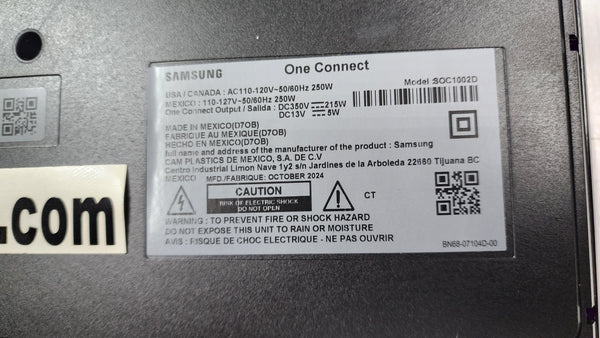 SAMSUNG One Connect
Model :SOC1002D
USA / CANADA : AC110-120V~50/60Hz 250W
MEXICO : 110-127V~50/60Hz 250W
One Connect Output / Salida : DC350V 215W
DC13V 5W
MADE IN MEXICO(D7OB)
FABRIQUE AU MEXIQUE(D7OB)
HECHO EN MEXICO(D7OB)
full name and address of the manufacturer of the product : Samsung
CAM PLASTICS DE MEXICO, S.A. DE C.V
Centro Industrial Limon Nave 1y2 s/n Jardines de la Arboleda 22680 Tijuana BC
MEXICO MFD./FABRIQUE: OCTOBER 2024
CAUTION
RISK OF ELECTRIC SHOCK
DO NOT OPEN
CT
WARNING : TO PREVENT FIRE OR SHOCK HAZARD
DO NOT EXPOSE THIS UNIT TO RAIN OR MOISTURE
AVIS : RISQUE DE CHOC ELECTRIQUE - NE PAS OUVRIR
BN68-07104D-00
.com